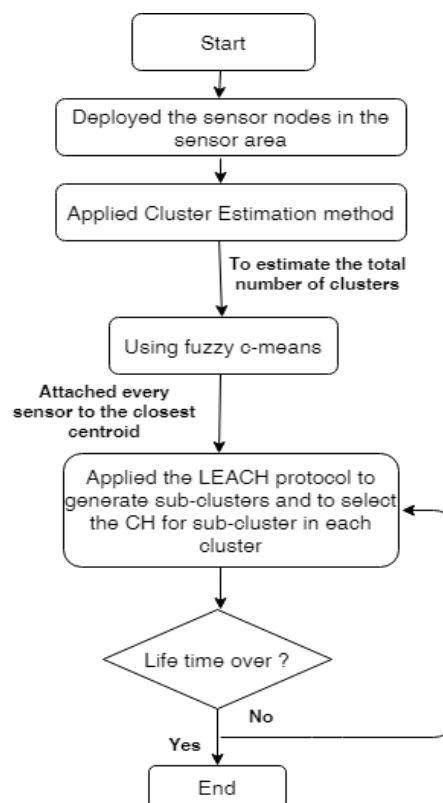 Start
Deployed the sensor nodes in the
sensor area
Applied Cluster Estimation method
To estimate the total
number of clusters
Using fuzzy c-means
Attached every
sensor to the closest
centroid
Applied the LEACH protocol to
generate sub-clusters and to select
the CH for sub-cluster in each
cluster
Life time over ?
No
Yes
End